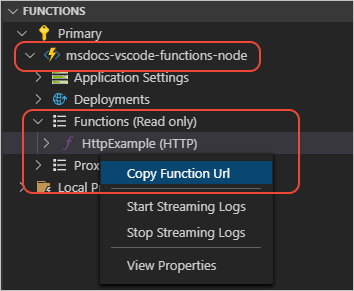 FUNCTIONS
Primary
msdocs-vscode-functions-node
Application Settings
Deployments
Functions (Read only)
HttpExample (HTTP)
Prox
Local Pr
Copy Function Url
Start Streaming Logs
Stop Streaming Logs
View Properties